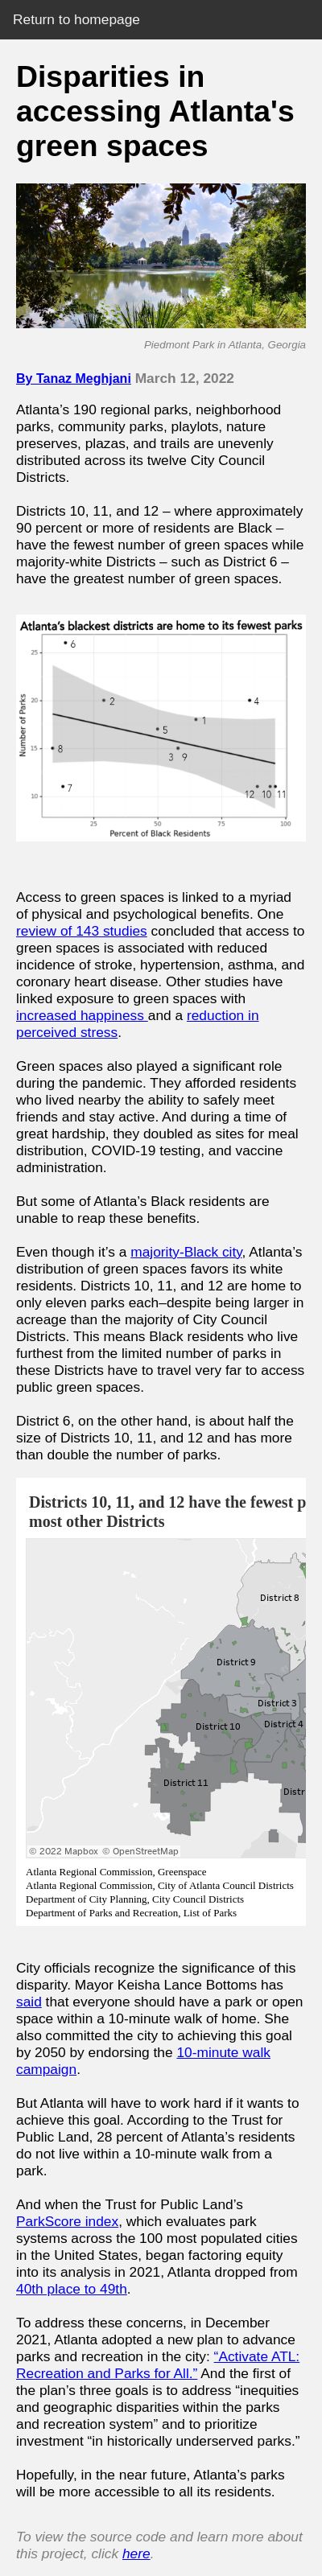 Return to homepage
Disparities in
accessing Atlanta's
green spaces
Piedmont Park in Atlanta, Georgia
By Tanaz Meghjani March 12, 2022
Atlanta’s 190 regional parks, neighborhood
parks, community parks, playlots, nature
preserves, plazas, and trails are unevenly
distributed across its twelve City Council
Districts.
Districts 10, 11, and 12 – where approximately
90 percent or more of residents are Black –
have the fewest number of green spaces while
majority-white Districts – such as District 6 –
have the greatest number of green spaces.
Atlanta's blackest districts are home to its fewest parks
Number of Parks
25
20
15
10
6
2
4
1
5
8
3
9
7
12
10
11
25
50
75
100
Percent of Black Residents
Access to green spaces is linked to a myriad
of physical and psychological benefits. One
review of 143 studies concluded that access to
green spaces is associated with reduced
incidence of stroke, hypertension, asthma, and
coronary heart disease. Other studies have
linked exposure to green spaces with
increased happiness and a reduction in
perceived stress.
Green spaces also played a significant role
during the pandemic. They afforded residents
who lived nearby the ability to safely meet
friends and stay active. And during a time of
great hardship, they doubled as sites for meal
distribution, COVID-19 testing, and vaccine
administration.
But some of Atlanta’s Black residents are
unable to reap these benefits.
Even though it’s a majority-Black city, Atlanta’s
distribution of green spaces favors its white
residents. Districts 10, 11, and 12 are home to
only eleven parks each–despite being larger in
acreage than the majority of City Council
Districts. This means Black residents who live
furthest from the limited number of parks in
these Districts have to travel very far to access
public green spaces.
District 6, on the other hand, is about half the
size of Districts 10, 11, and 12 and has more
than double the number of parks.
Districts 10, 11, and 12 have the fewest p
most other Districts
District 8
District 9
District 3
District 4
District 10
District 11
Distr
© 2022 Mapbox © OpenStreetMap
Atlanta Regional Commission, Greenspace
Atlanta Regional Commission, City of Atlanta Council Districts
Department of City Planning, City Council Districts
Department of Parks and Recreation, List of Parks
City officials recognize the significance of this
disparity. Mayor Keisha Lance Bottoms has
said that everyone should have a park or open
space within a 10-minute walk of home. She
also committed the city to achieving this goal
by 2050 by endorsing the 10-minute walk
campaign.
But Atlanta will have to work hard if it wants to
achieve this goal. According to the Trust for
Public Land, 28 percent of Atlanta’s residents
do not live within a 10-minute walk from a
park.
And when the Trust for Public Land’s
ParkScore index, which evaluates park
systems across the 100 most populated cities
in the United States, began factoring equity
into its analysis in 2021, Atlanta dropped from
40th place to 49th.
To address these concerns, in December
2021, Atlanta adopted a new plan to advance
parks and recreation in the city: “Activate ATL:
Recreation and Parks for All.” And the first of
the plan’s three goals is to address “inequities
and geographic disparities within the parks
and recreation system” and to prioritize
investment “in historically underserved parks.”
Hopefully, in the near future, Atlanta’s parks
will be more accessible to all its residents.
To view the source code and learn more about
this project, click here.